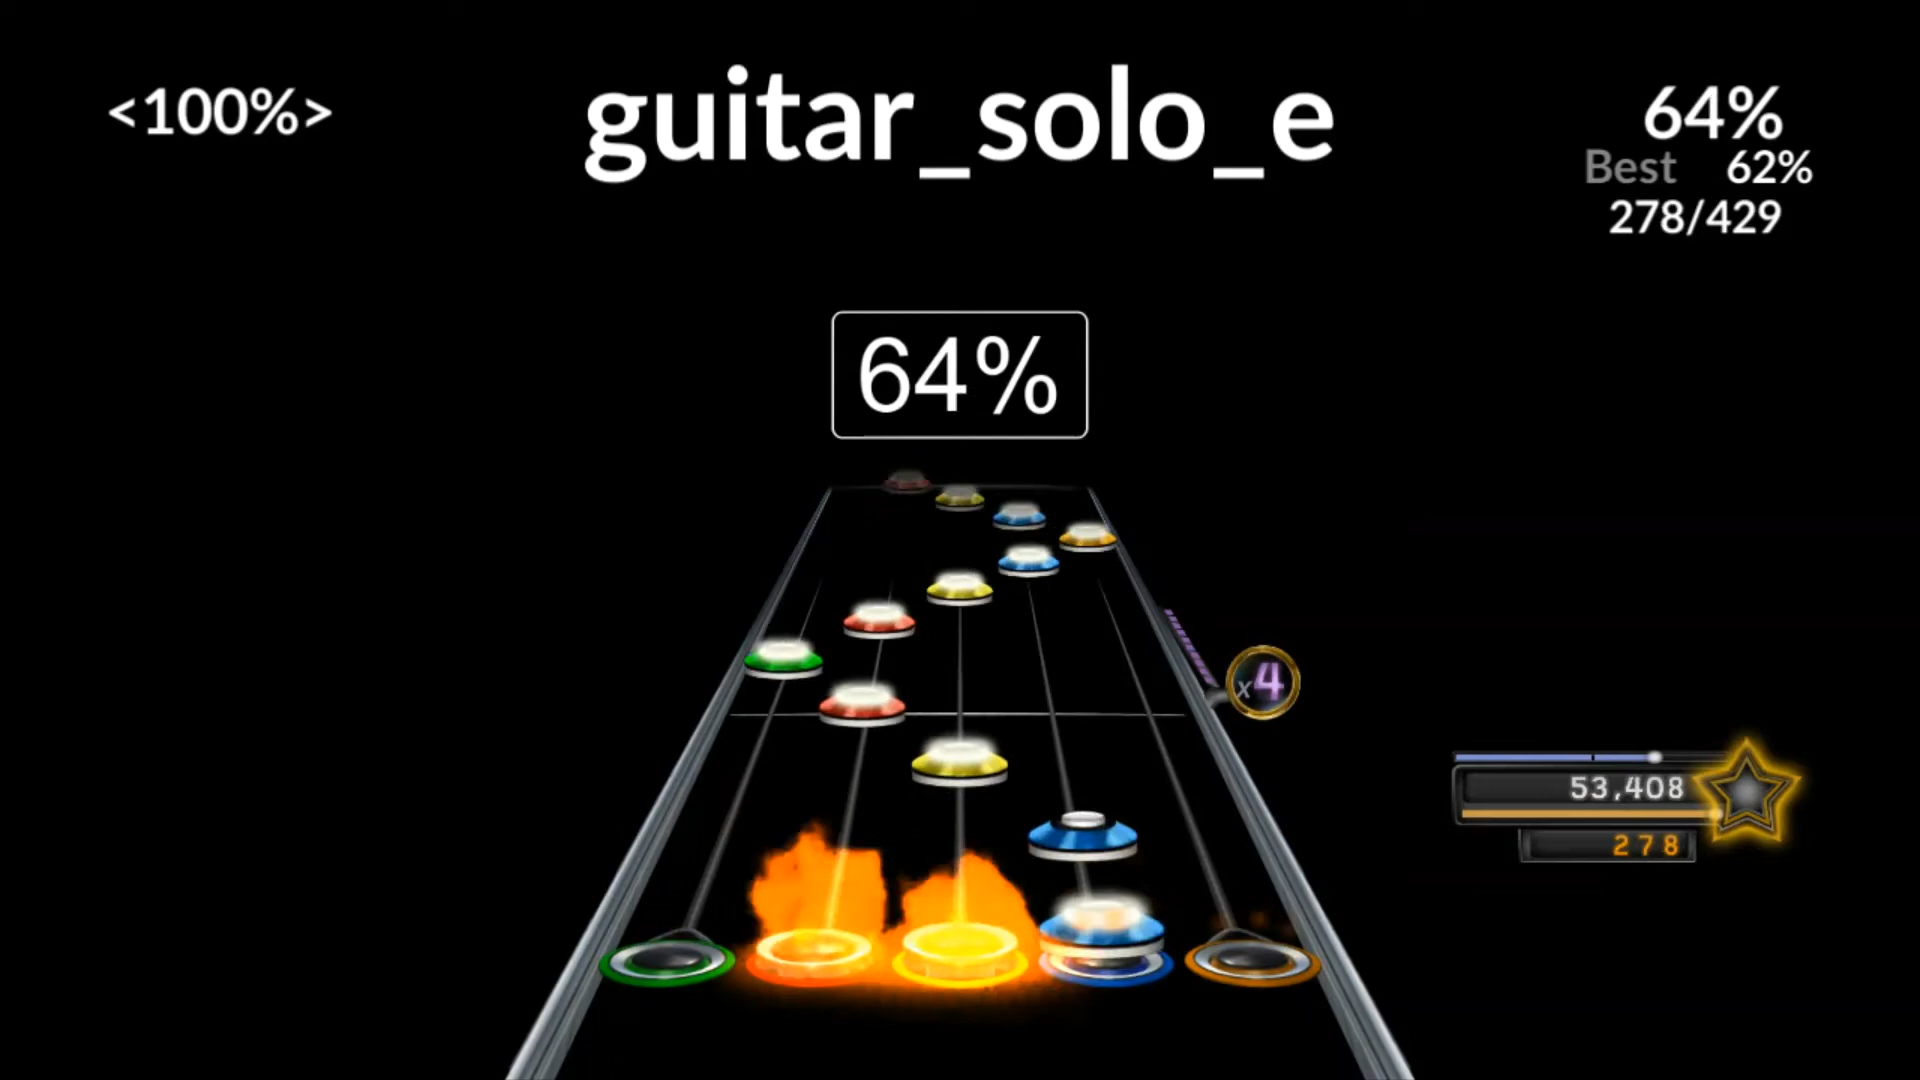 <100%>
guitar_solo_e
64%
Best 62%
278/429
64%
x4
53,408
278